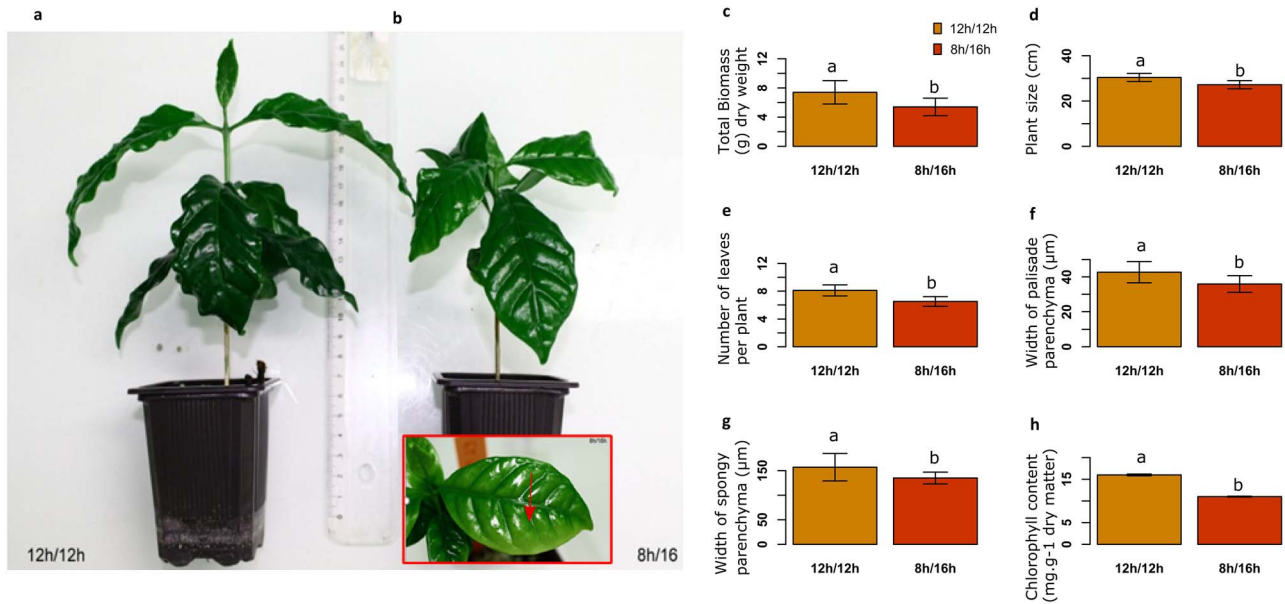 a
b
12h/12h
8h/16
8h/16h
c
12h/12h
8h/16h
Total Biomass
(g) dry weight
0
4
8
12
a
b
12h/12h
8h/16h
d
Plant size (cm)
0
20
40
a
b
12h/12h
8h/16h
e
Number of leaves
per plant
0
4
8
12
a
b
12h/12h
8h/16h
f
Width of palisade
parenchyma (µm)
0
20
40
a
b
12h/12h
8h/16h
g
Width of spongy
parenchyma (µm)
0
50
150
a
b
12h/12h
8h/16h
h
Chlorophyll content
(mg.g-1 dry matter)
0
5
15
a
b
12h/12h
8h/16h